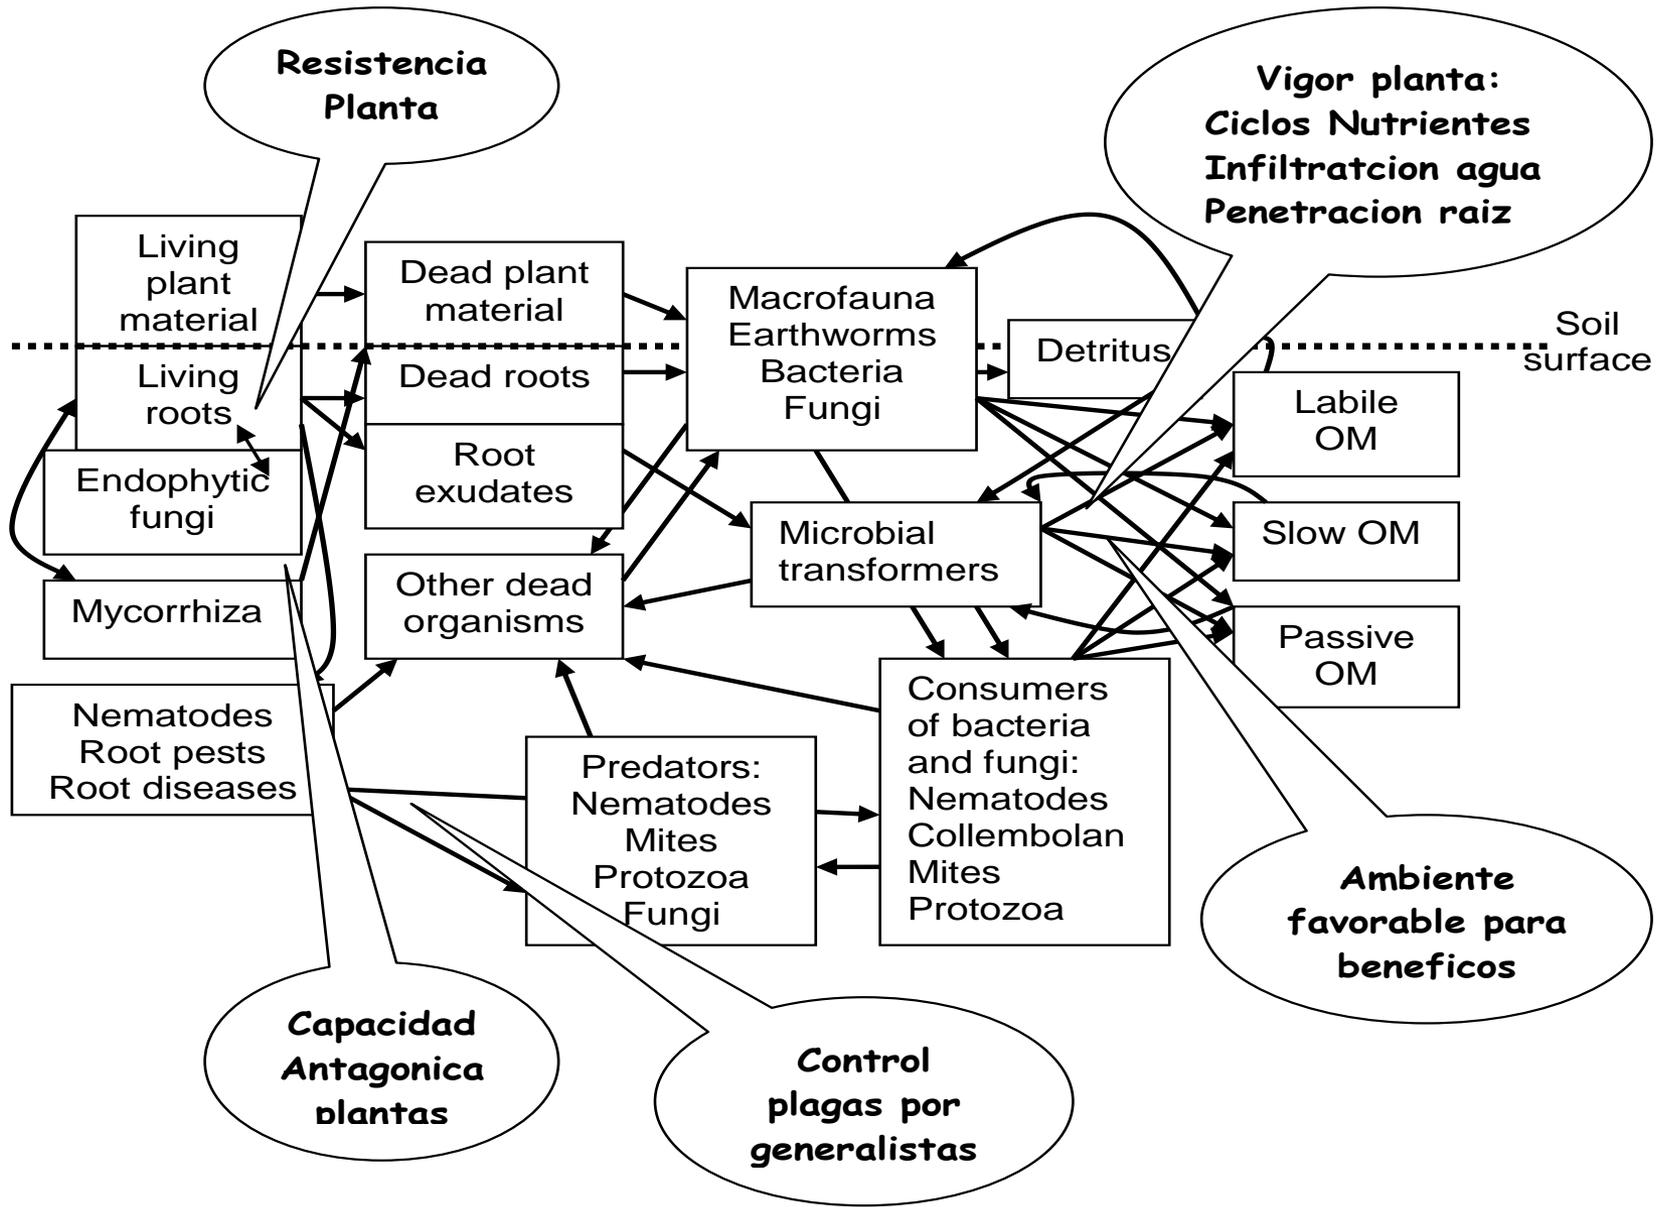 Resistencia
Planta
Vigor planta:
Ciclos Nutrientes
Infiltratcion agua
Penetracion raiz
Living
plant
material
Dead plant
material
Macrofauna
Earthworms
Bacteria
Fungi
Detritus
Soil
surface
Living
roots
Dead roots
Labile
OM
Root
exudates
Endophytic
fungi
Microbial
transformers
Slow OM
Other dead
organisms
Mycorrhiza
Passive
OM
Nematodes
Root pests
Root diseases
Predators:
Nematodes
Mites
Protozoa
Fungi
Consumers
of bacteria
and fungi:
Nematodes
Collembolan
Mites
Protozoa
Ambiente
favorable para
beneficos
Capacidad
Antagonica
plantas
Control
plagas por
generalistas